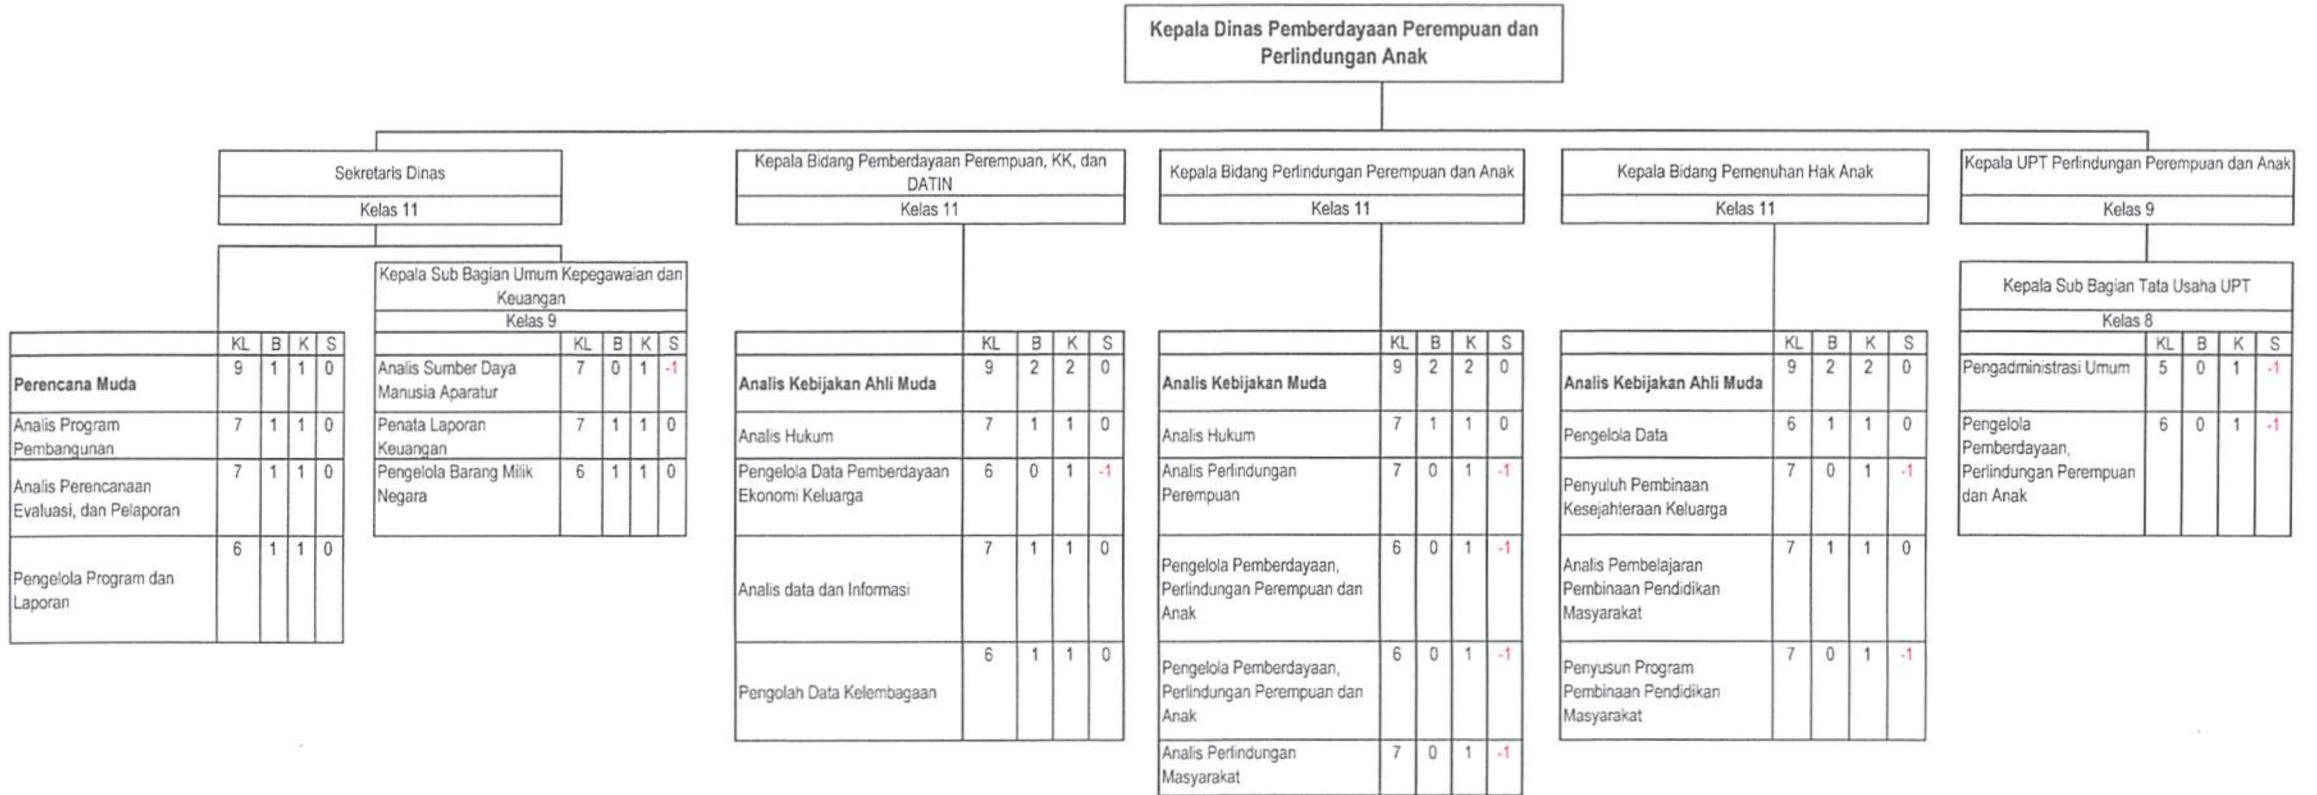 Kepala Dinas Pemberdayaan Perempuan dan
Perlindungan Anak
Sekretaris Dinas
Kelas 11
Kepala Bidang Pemberdayaan Perempuan, KK, dan
DATIN
Kelas 11
Kepala Bidang Perlindungan Perempuan dan Anak
Kelas 11
Kepala Bidang Pemenuhan Hak Anak
Kelas 11
Kepala UPT Perlindungan Perempuan dan Anak
Kelas 9
KL B K S
Perencana Muda 9 1 1 0
Analis Program 7 1 1 0
Pembangunan
Analis Perencanaan 7 1 1 0
Evaluasi, dan Pelaporan
Pengelola Program dan 6 1 1 0
Laporan
Kepala Sub Bagian Umum Kepegawaian dan
Keuangan
Kelas 9
KL B K S
Analis Sumber Daya 7 0 1 -1
Manusia Aparatur
Penata Laporan 7 1 1 0
Keuangan
Pengelola Barang Milik 6 1 1 0
Negara
KL B K S
Analis Kebijakan Ahli Muda 9 2 2 0
Analis Hukum 7 1 1 0
Pengelola Data Pemberdayaan 6 0 1 -1
Ekonomi Keluarga
Analis data dan Informasi 7 1 1 0
Pengolah Data Kelembagaan 6 1 1 0
KL B K S
Analis Kebijakan Muda 9 2 2 0
Analis Hukum 7 1 1 0
Analis Perlindungan 7 0 1 -1
Perempuan
Pengelola Pemberdayaan, 6 0 1 -1
Perlindungan Perempuan dan
Anak
Pengelola Pemberdayaan, 6 0 1 -1
Perlindungan Perempuan dan
Anak
Analis Perlindungan 7 0 1 -1
Masyarakat
KL B K S
Analis Kebijakan Ahli Muda 9 2 2 0
Pengelola Data 6 1 1 0
Penyuluh Pembinaan 7 0 1 -1
Kesejahteraan Keluarga
Analis Pembelajaran 7 1 1 0
Pembinaan Pendidikan
Masyarakat
Penyusun Program 7 0 1 -1
Pembinaan Pendidikan
Masyarakat
Kepala Sub Bagian Tata Usaha UPT
Kelas 8
KL B K S
Pengadministrasi Umum 5 0 1 -1
Pengelola 6 0 1 -1
Pemberdayaan,
Perlindungan Perempuan
dan Anak